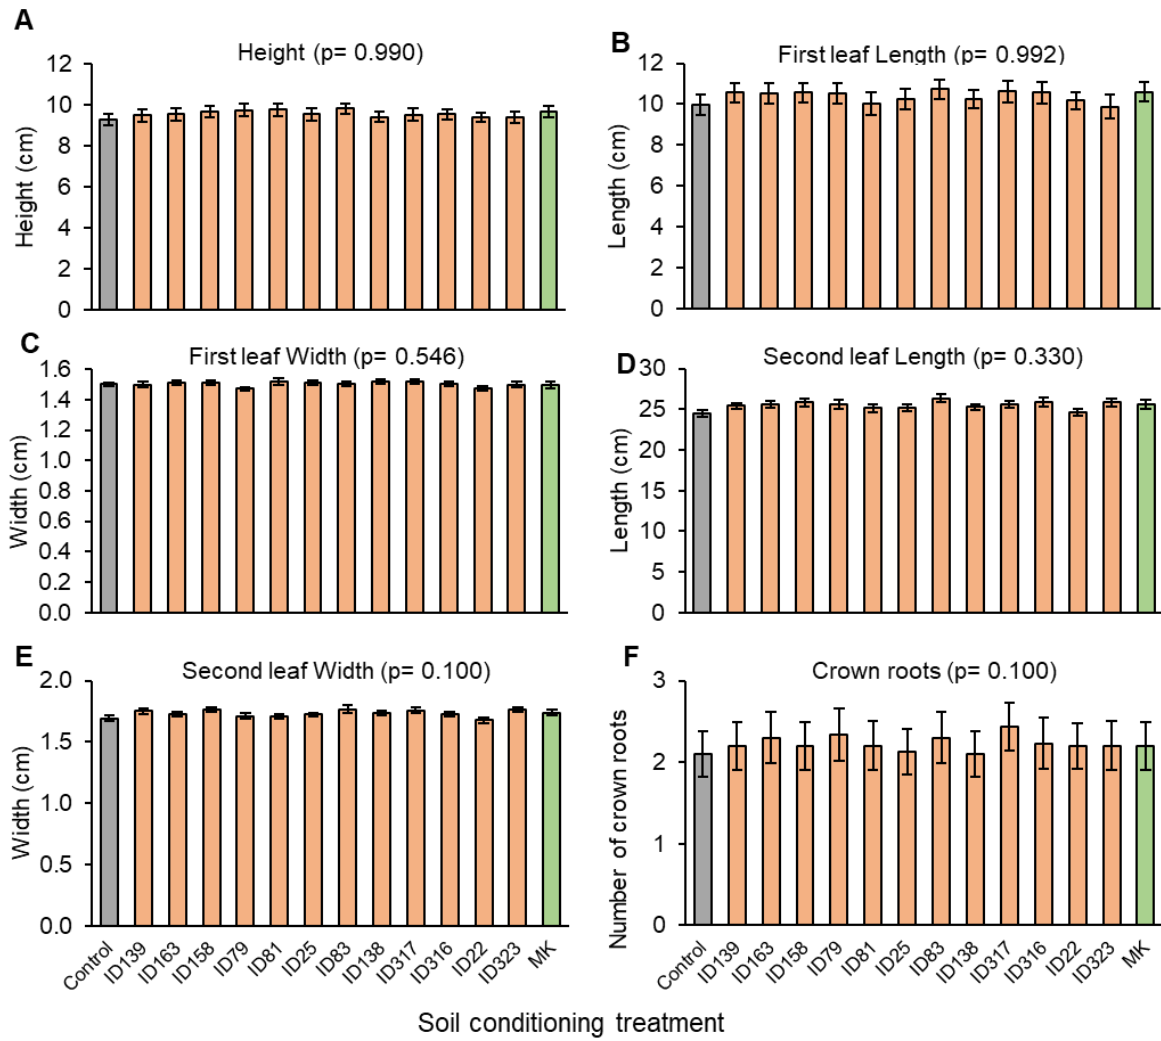 A
Height (p= 0.990)
Height (cm)
12
10
8
6
4
2
0
B
First leaf Length (p= 0.992)
Length (cm)
12
10
8
6
4
2
0
C
First leaf Width (p= 0.546)
Width (cm)
1.6
1.4
1.2
1.0
0.8
0.6
0.4
0.2
0.0
D
Second leaf Length (p= 0.330)
Length (cm)
30
25
20
15
10
5
0
E
Second leaf Width (p= 0.100)
Width (cm)
2.0
1.5
1.0
0.5
0.0
Control ID139 ID163 ID158 ID79 ID81 ID25 ID83 ID138 ID317 ID316 ID22 ID323 MK
F
Crown roots (p= 0.100)
Number of crown roots
3
2
1
0
Control ID139 ID163 ID158 ID79 ID81 ID25 ID83 ID138 ID317 ID316 ID22 ID323 MK
Soil conditioning treatment